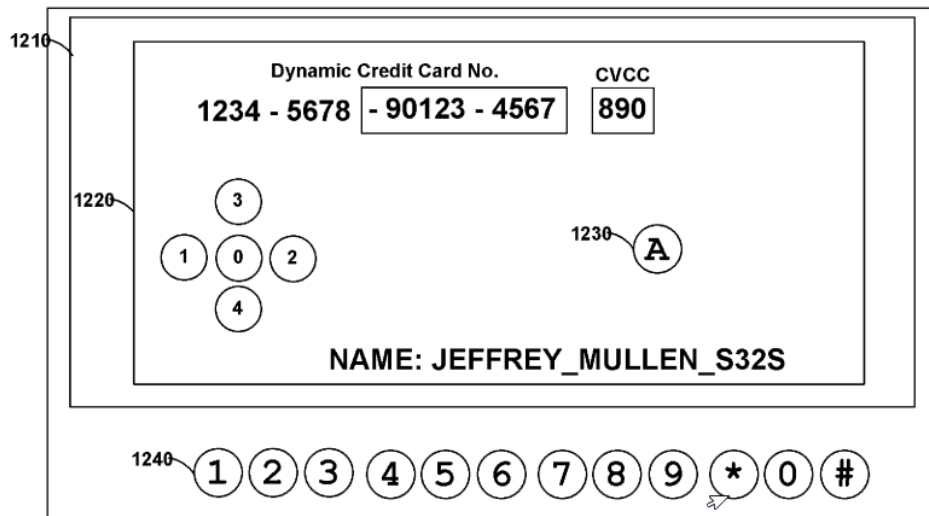 1210
Dynamic Credit Card No. CVCC
1234 - 5678 - 90123 - 4567 890
1220
3
1230
1 0 2 A
4
NAME: JEFFREY_MULLEN_S32S
1240
1 2 3 4 5 6 7 8 9 * 0 #